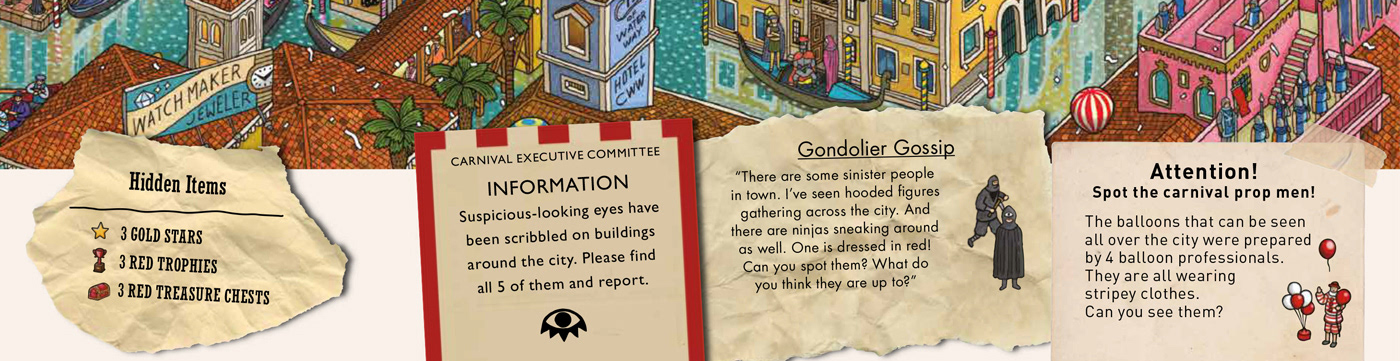 WATCH MAKER
JEWELER
WATER
WAY
HOTEL
CWW
Hidden Items
3 GOLD STARS
3 RED TROPHIES
3 RED TREASURE CHESTS
CARNIVAL EXECUTIVE COMMITTEE
INFORMATION
Suspicious-looking eyes have
been scribbled on buildings
around the city. Please find
all 5 of them and report.
Gondolier Gossip
“There are some sinister people
in town. I’ve seen hooded figures
gathering across the city. And
there are ninjas sneaking around
as well. One is dressed in red!
Can you spot them? What do
you think they are up to?”
Attention!
Spot the carnival prop men!
The balloons that can be seen
all over the city were prepared
by 4 balloon professionals.
They are all wearing
stripey clothes.
Can you see them?